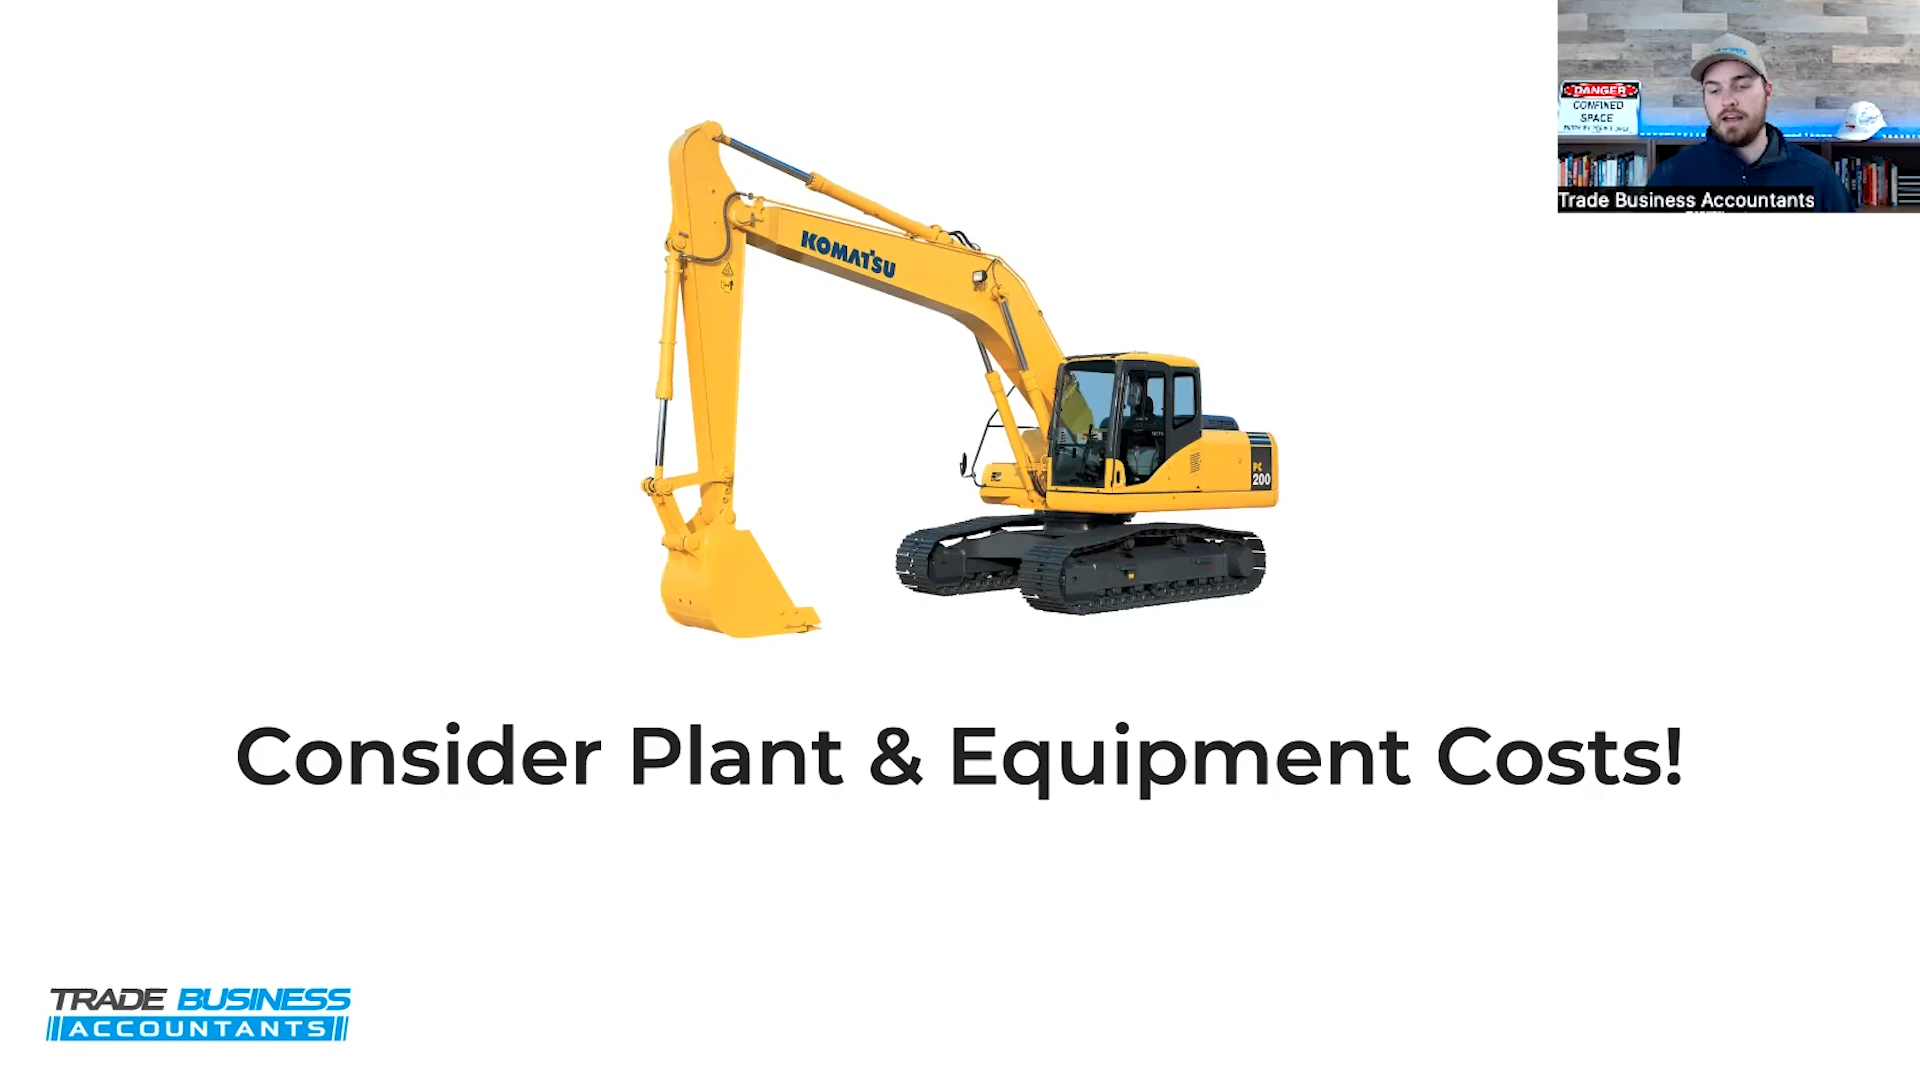 DANGER
CONFINED
SPACE
Trade Business Accountants
KOMATSU
PC
200
Consider Plant & Equipment Costs!
TRADE BUSINESS
ACCOUNTANTS